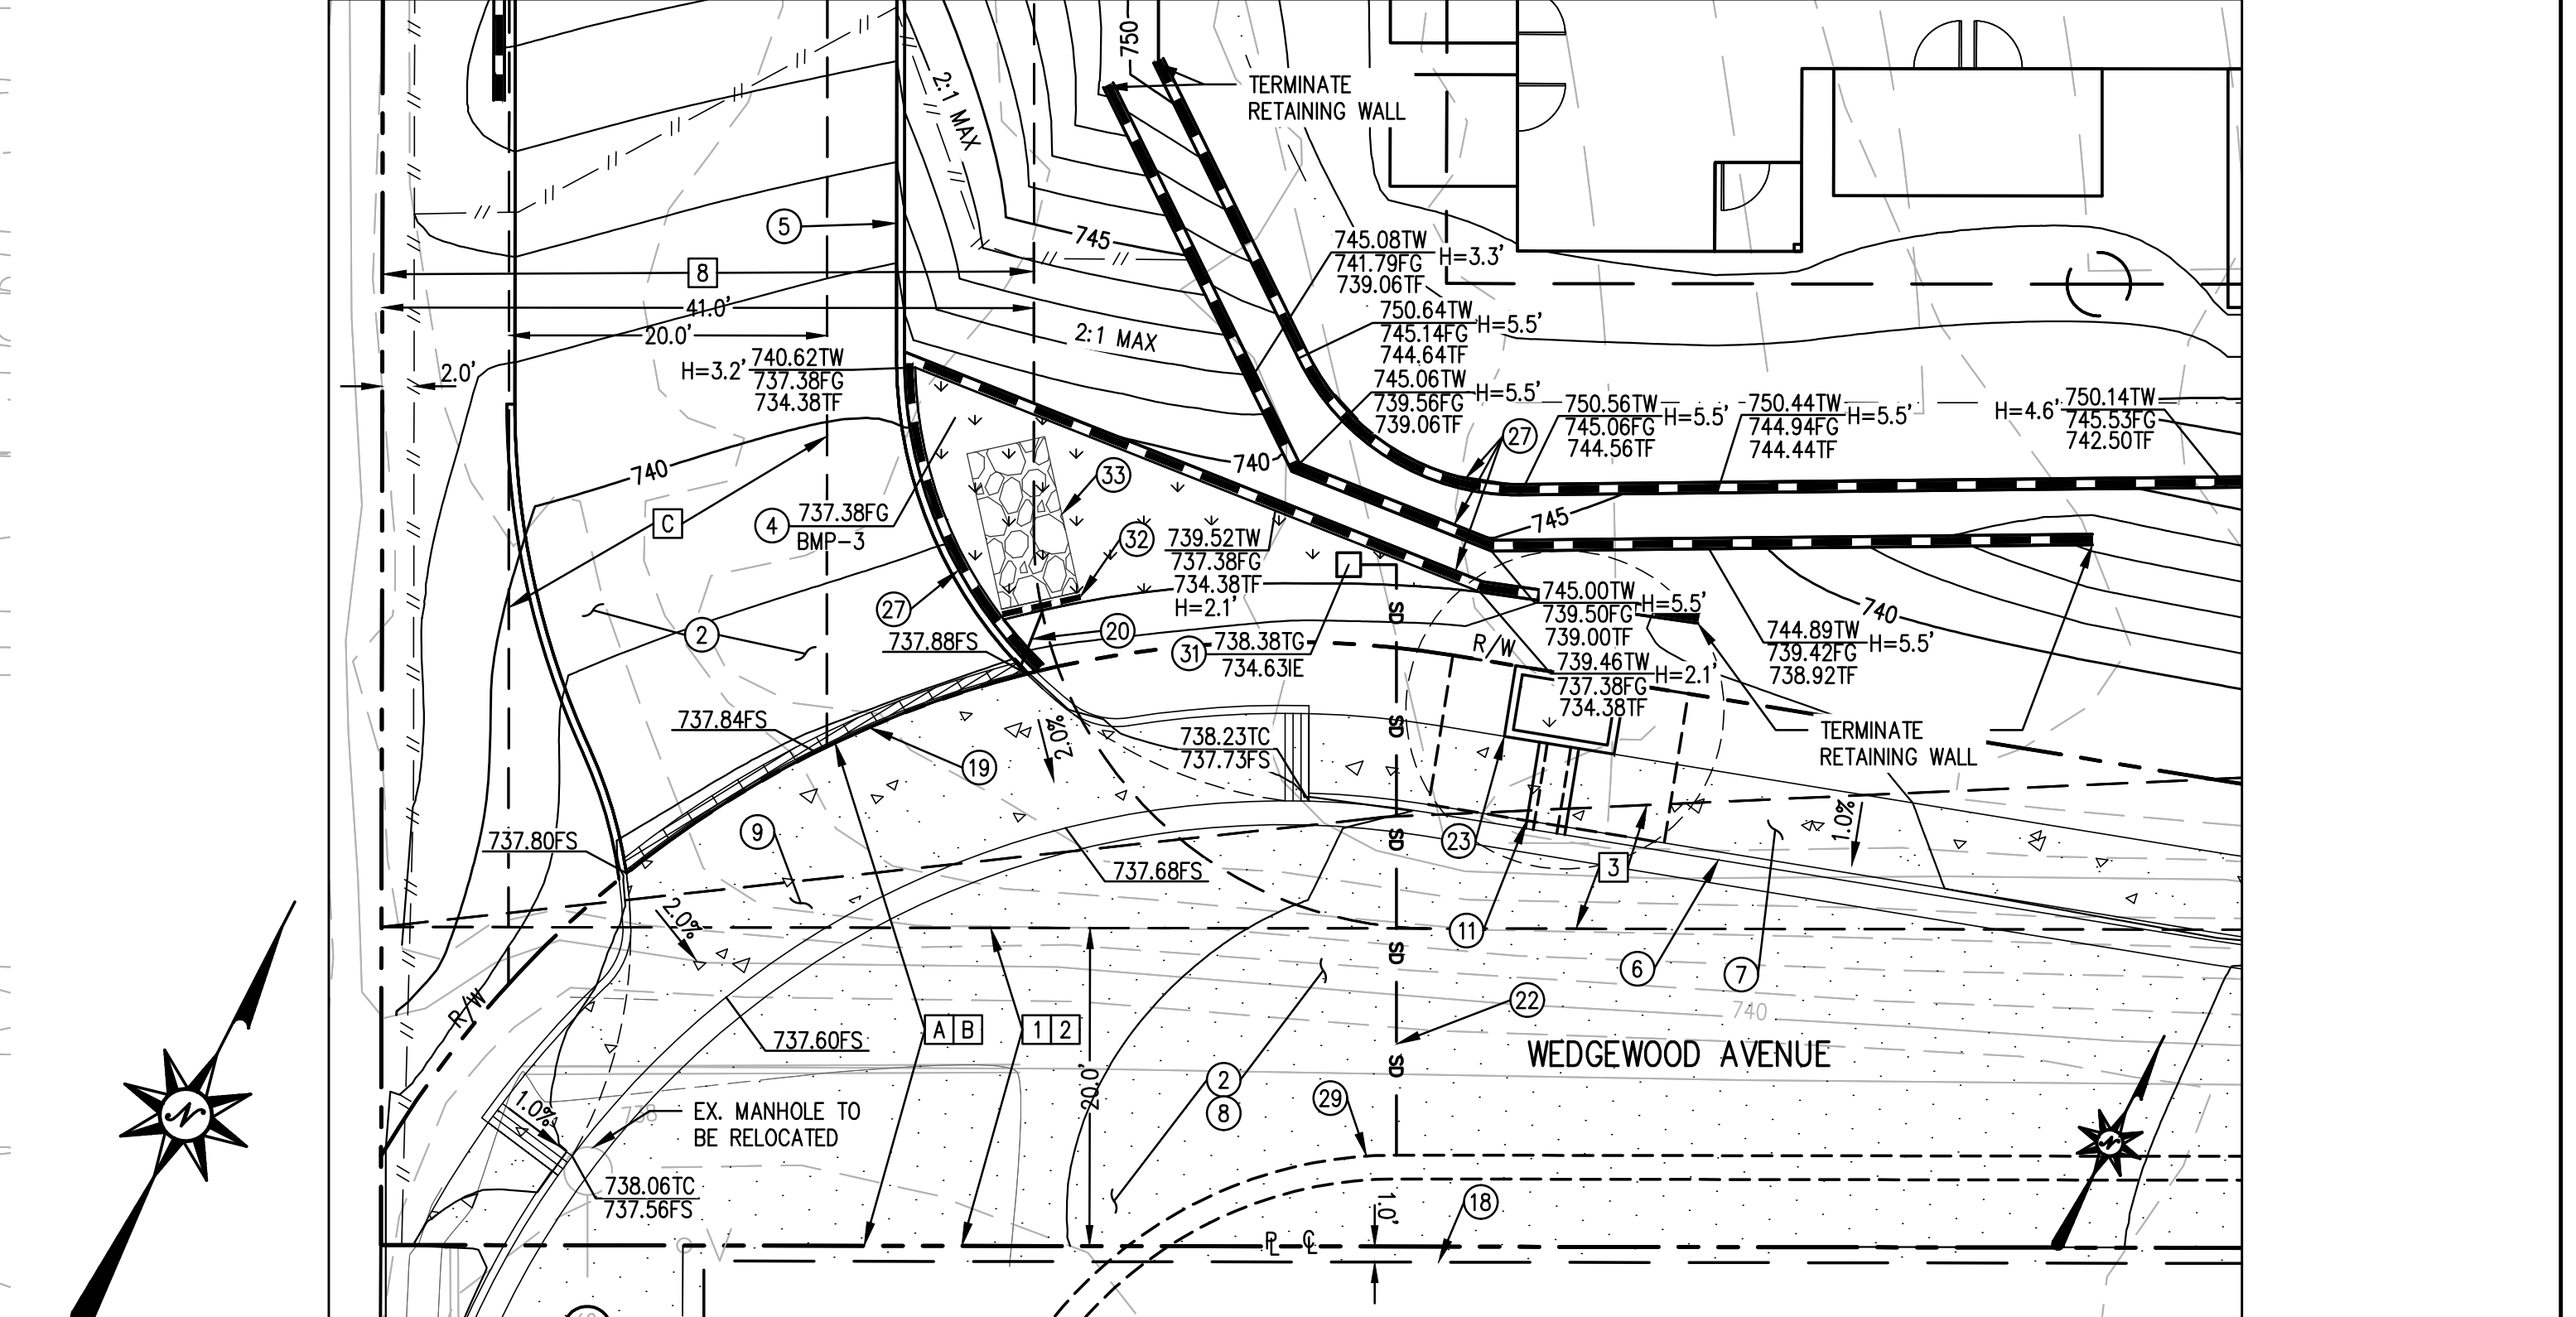 750
TERMINATE
RETAINING WALL
2:1 MAX
5
745
8
41.0'
20.0'
2.0'
2:1 MAX
745.08TW
741.79FG
739.06TF
H=3.3'
750.64TW
745.14FG
744.64TF
H=5.5'
745.06TW
739.56FG
739.06TF
H=5.5'
H=3.2'
740.62TW
737.38FG
734.38TF
750.56TW
745.06FG
744.56TF
H=5.5'
750.44TW
744.94FG
744.44TF
H=5.5'
H=4.6'
750.14TW
745.53FG
742.50TF
27
740
740
33
C
4
737.38FG
BMP-3
32
739.52TW
737.38FG
734.38TF
H=2.1'
745
27
2
737.88FS
20
31
738.38TG
734.63IE
SD
R/W
745.00TW
739.50FG
739.00TF
H=5.5'
739.46TW
737.38FG
734.38TF
H=2.1'
740
744.89TW
739.42FG
738.92TF
H=5.5'
TERMINATE
RETAINING WALL
737.84FS
19
2.0%
738.23TC
737.73FS
SD
737.80FS
9
737.68FS
SD
23
3
1.0%
2.0%
11
6
7
SD
R/W
737.60FS
A B
1 2
22
740
WEDGEWOOD AVENUE
SD
20.0'
2
8
29
1.0%
738
EX. MANHOLE TO
BE RELOCATED
738.06TC
737.56FS
1.0'
18
PL CL
N
N